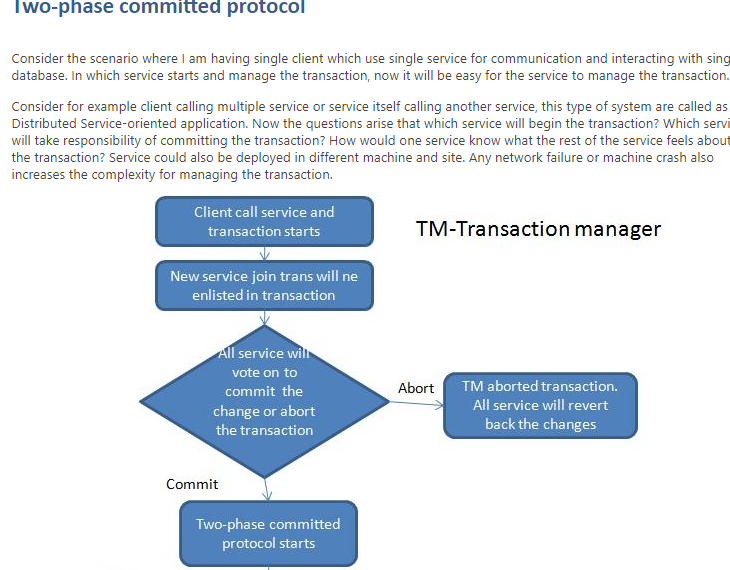 Two-phase committed protocol
Consider the scenario where I am having single client which use single service for communication and interacting with sing
database. In which service starts and manage the transaction, now it will be easy for the service to manage the transaction.
Consider for example client calling multiple service or service itself calling another service, this type of system are called as
Distributed Service-oriented application. Now the questions arise that which service will begin the transaction? Which servi
will take responsibility of committing the transaction? How would one service know what the rest of the service feels about
the transaction? Service could also be deployed in different machine and site. Any network failure or machine crash also
increases the complexity for managing the transaction.
Client call service and
transaction starts
TM-Transaction manager
New service join trans will ne
enlisted in transaction
All service will
vote on to
commit the
change or abort
the transaction
Abort
TM aborted transaction.
All service will revert
back the changes
Commit
Two-phase committed
protocol starts